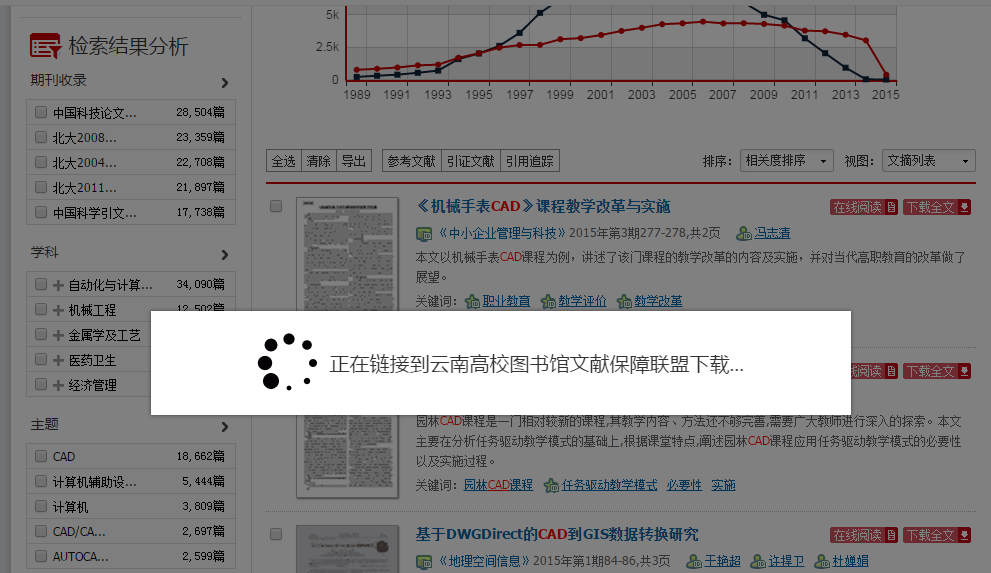 检索结果分析
期刊收录
中国科技论文... 28,504篇
北大2008... 23,359篇
北大2004... 22,708篇
北大2011... 21,897篇
中国科学引文... 17,738篇
学科
自动化与计算... 34,090篇
机械工程 12,502篇
金属学及工艺
医药卫生
经济管理
主题
CAD 18,662篇
计算机辅助设... 5,444篇
计算机 3,809篇
CAD/CA... 2,697篇
AUTOCA... 2,599篇
5k
2.5k
0
1989 1991 1993 1995 1997 1999 2001 2003 2005 2007 2009 2011 2013 2015
全选 清除 导出 参考文献 引证文献 引用追踪 排序： 相关度排序 视图： 文摘列表
《机械手表CAD》课程教学改革与实施 在线阅读 下载全文
《中小企业管理与科技》2015年第3期277-278,共2页 冯志渣
本文以机械手表CAD课程为例，讲述了该门课程的教学改革的内容及实施，并对当代高职教育的改革做了
展望。
关键词： 职业教育 教学评价 教学改革
正在链接到云南高校图书馆文献保障联盟下载...
在线阅读 下载全文
园林CAD课程是一门相对较新的课程,其教学内容、方法还不够完善,需要广大教师进行深入的探索。本文
主要在分析任务驱动教学模式的基础上,根据课堂特点,阐述园林CAD课程应用任务驱动教学模式的必要性
以及实施过程。
关键词： 园林CAD课程 任务驱动教学模式 必要性 实施
基于DWGDirect的CAD到GIS数据转换研究 在线阅读 下载全文
《地理空间信息》2015年第1期84-86,共3页 于艳超 许捍卫 杜婵娟